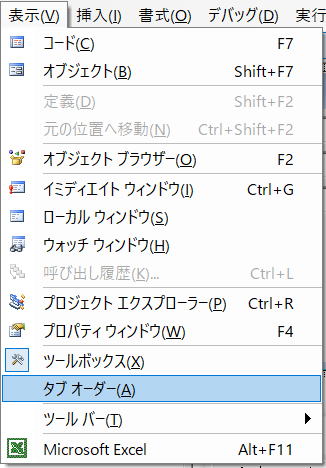 表示(V) 挿入(I) 書式(O) デバッグ(D) 実行
コード(C) F7
オブジェクト(B) Shift+F7
定義(D) Shift+F2
元の位置へ移動(N) Ctrl+Shift+F2
オブジェクト ブラウザー(O) F2
イミディエイト ウィンドウ(I) Ctrl+G
ローカル ウィンドウ(S)
ウォッチ ウィンドウ(H)
呼び出し履歴(K)... Ctrl+L
プロジェクト エクスプローラー(P) Ctrl+R
プロパティ ウィンドウ(W) F4
ツールボックス(X)
タブ オーダー(A)
ツール バー(T)
Microsoft Excel Alt+F11